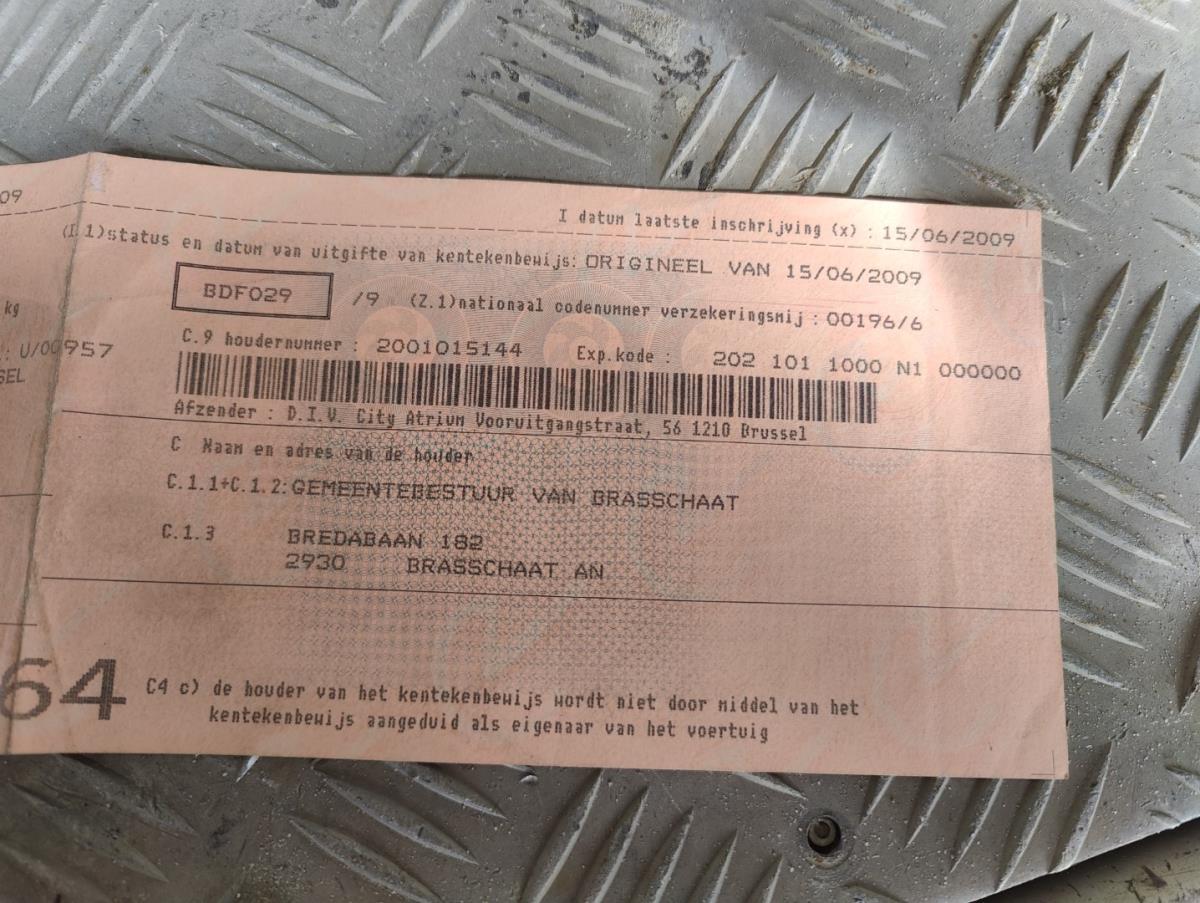 09
I datum laatste inschrijving (x) : 15/06/2009
(I.1)status en datum van uitgifte van kentekenbewijs: ORIGINEEL VAN 15/06/2009
BDF029 /9 (Z.1)nationaal codenummer verzekeringsmij : 00196/6
kg
C.9 houdernummer : 2001015144 Exp.kode : 202 101 1000 N1 000000
.: U/00957
SEL
Afzender : D.I.V. City Atrium Vooruitgangstraat, 56 1210 Brussel
C Naam en adres van de houder
C.1.1+C.1.2: GEMEENTEBESTUUR VAN BRASSCHAAT
C.1.3 BREDABAAN 182
2930 BRASSCHAAT AN
64
C4 c) de houder van het kentekenbewijs wordt niet door middel van het
kentekenbewijs aangeduid als eigenaar van het voertuig